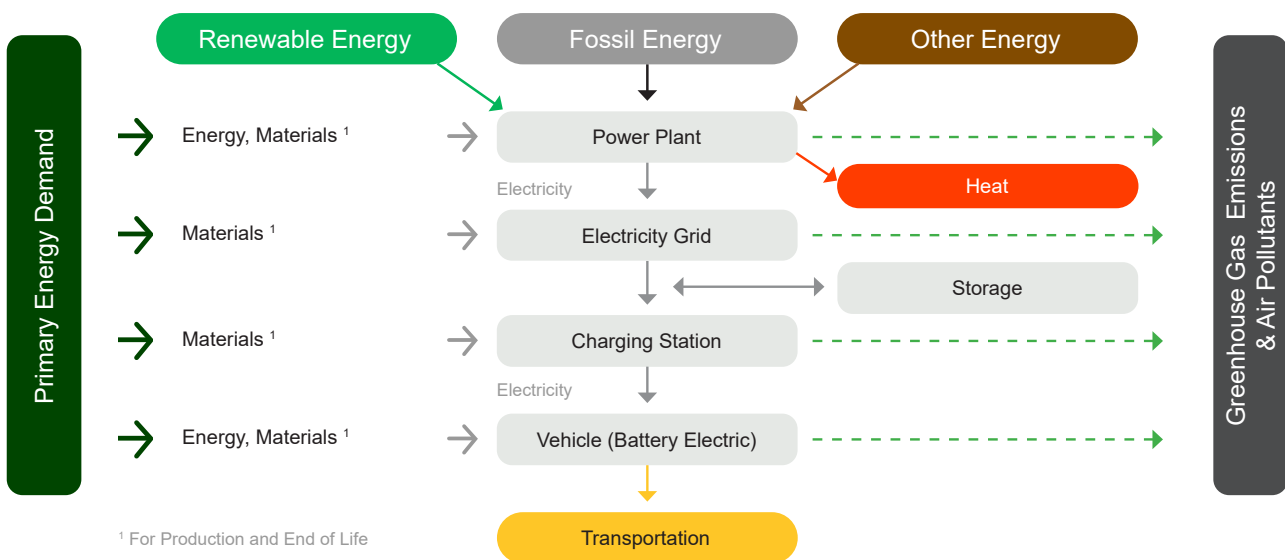 Renewable Energy
Fossil Energy
Other Energy
Primary Energy Demand
Energy, Materials ¹
Power Plant
Heat
Electricity
Materials ¹
Electricity Grid
Storage
Materials ¹
Charging Station
Electricity
Energy, Materials ¹
Vehicle (Battery Electric)
Transportation
¹ For Production and End of Life
Greenhouse Gas Emissions
& Air Pollutants